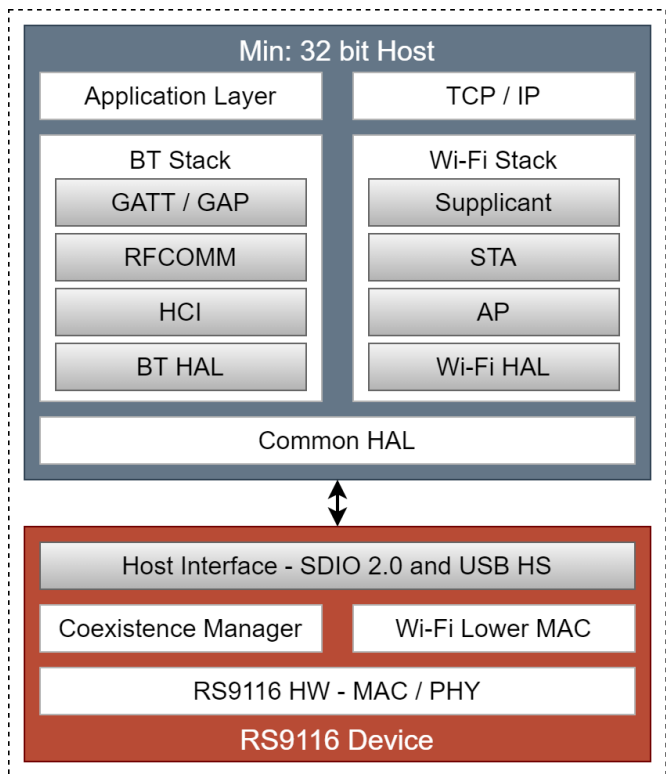 Min: 32 bit Host
Application Layer
TCP / IP
BT Stack
GATT / GAP
RFCOMM
HCI
BT HAL
Wi-Fi Stack
Supplicant
STA
AP
Wi-Fi HAL
Common HAL
Host Interface - SDIO 2.0 and USB HS
Coexistence Manager
Wi-Fi Lower MAC
RS9116 HW - MAC / PHY
RS9116 Device